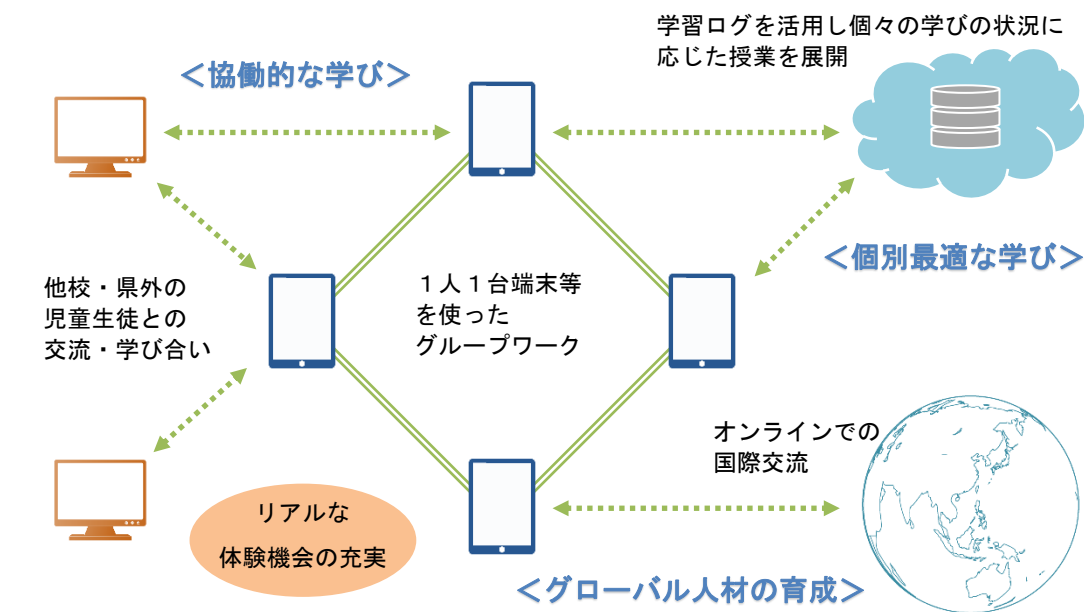 学習ログを活用し個々の学びの状況に
応じた授業を展開
＜協働的な学び＞
＜個別最適な学び＞
他校・県外の
児童生徒との
交流・学び合い
１人１台端末等
を使った
グループワーク
オンラインでの
国際交流
リアルな
体験機会の充実
＜グローバル人材の育成＞